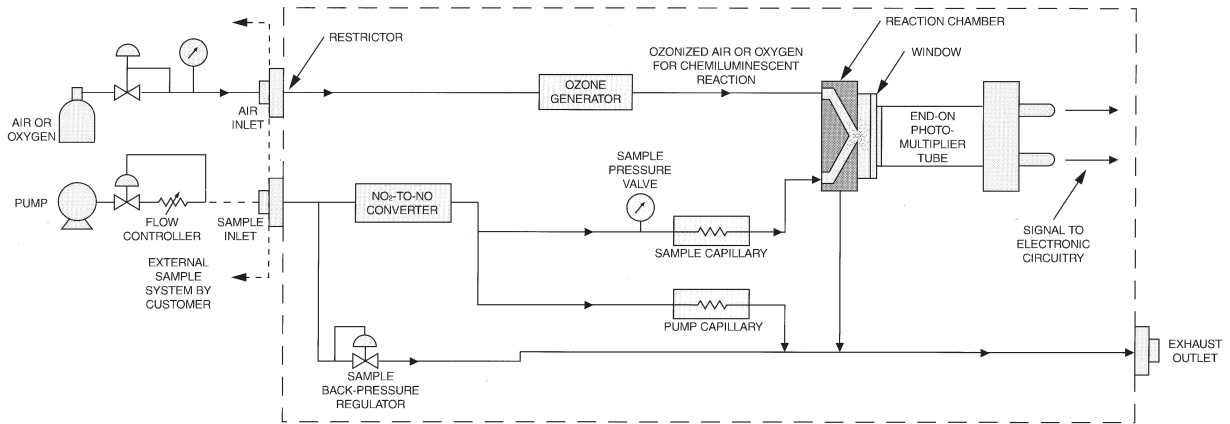 RESTRICTOR
REACTION CHAMBER
WINDOW
OZONIZED AIR OR OXYGEN
FOR CHEMILUMINESCENT
REACTION
OZONE
GENERATOR
AIR OR
OXYGEN
AIR
INLET
END-ON
PHOTO-
MULTIPLIER
TUBE
SAMPLE
PRESSURE
VALVE
PUMP
FLOW
CONTROLLER
SAMPLE
INLET
NO₂-TO-NO
CONVERTER
SAMPLE CAPILLARY
SIGNAL TO
ELECTRONIC
CIRCUITRY
EXTERNAL
SAMPLE
SYSTEM BY
CUSTOMER
PUMP CAPILLARY
SAMPLE
BACK-PRESSURE
REGULATOR
EXHAUST
OUTLET